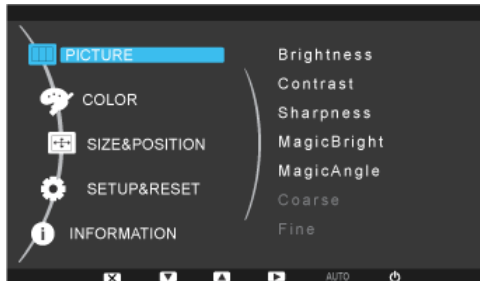 PICTURE
COLOR
SIZE&POSITION
SETUP&RESET
INFORMATION
Brightness
Contrast
Sharpness
MagicBright
MagicAngle
Coarse
Fine
AUTO